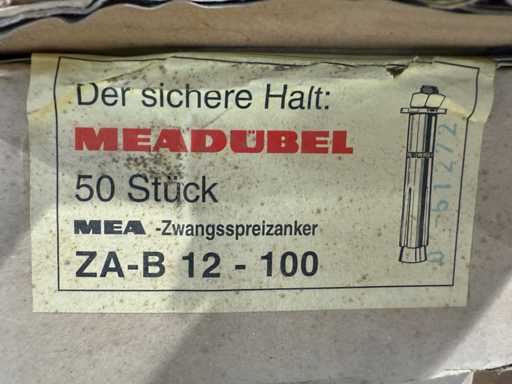 Der sichere Halt:
MEADÜBEL
50 Stück
MEA -Zwangsspreizanker
ZA-B 12 - 100